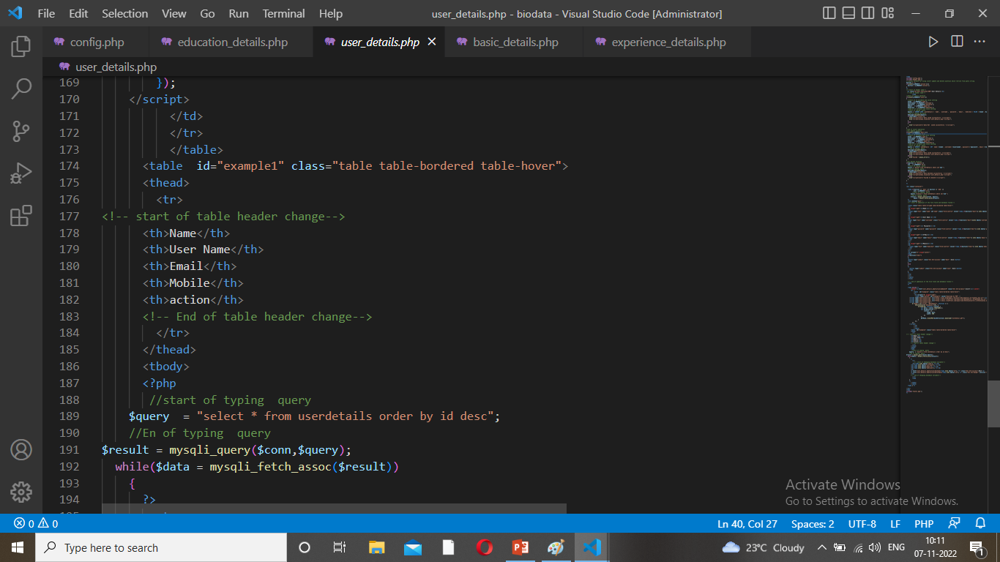 File Edit Selection View Go Run Terminal Help user_details.php - biodata - Visual Studio Code [Administrator]
config.php education_details.php user_details.php basic_details.php experience_details.php
user_details.php
169 });
170 </script>
171 </td>
172 </tr>
173 </table>
174 <table  id="example1" class="table table-bordered table-hover">
175 <thead>
176 <tr>
177 <!-- start of table header change-->
178 <th>Name</th>
179 <th>User Name</th>
180 <th>Email</th>
181 <th>Mobile</th>
182 <th>action</th>
183 <!-- End of table header change-->
184 </tr>
185 </thead>
186 <tbody>
187 <?php
188 //start of typing  query
189 $query  = "select * from userdetails order by id desc";
190 //En of typing  query
191 $result = mysqli_query($conn,$query);
192 while($data = mysqli_fetch_assoc($result))
193 {
194 ?>
Activate Windows
Go to Settings to activate Windows.
0 0 Ln 40, Col 27 Spaces: 2 UTF-8 LF PHP
Type here to search 23°C Cloudy ENG 10:11
07-11-2022 1